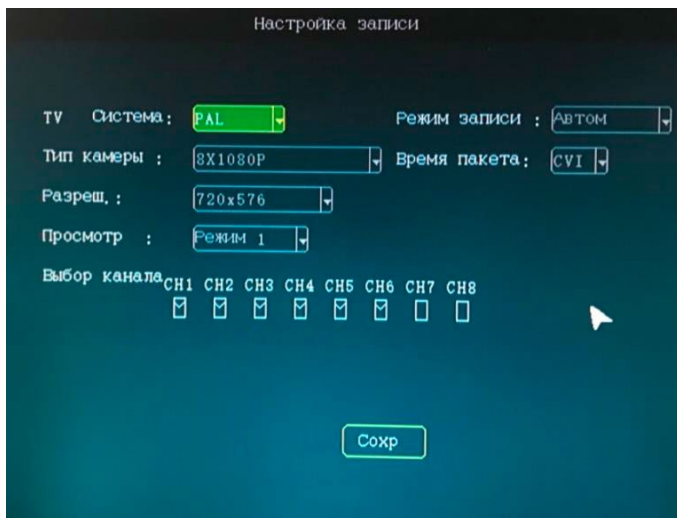 Настройка записи
TV Система: PAL Режим записи : Автом
Тип камеры : 8X1080P Время пакета: CVI
Разреш.: 720x576
Просмотр : Режим 1
Выбор канала CH1 CH2 CH3 CH4 CH5 CH6 CH7 CH8
Сохр